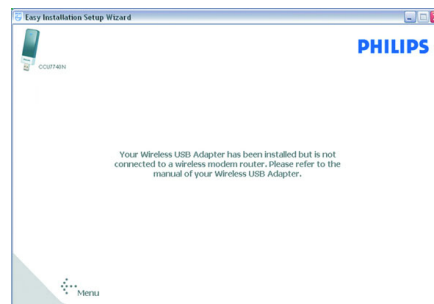 Easy Installation Setup Wizard
PHILIPS
CCU7740N
Your Wireless USB Adapter has been installed but is not
connected to a wireless modem router. Please refer to the
manual of your Wireless USB Adapter.
Menu